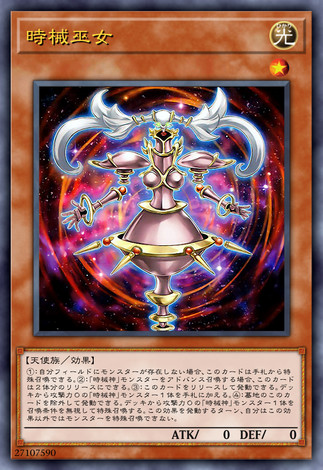 時械巫女
光
【天使族／効果】
①：自分フィールドにモンスターが存在しない場合、このカードは手札から特
殊召喚できる。②：「時械神」モンスターをアドバンス召喚する場合、このカード
は２体分のリリースにできる。③：このカードをリリースして発動できる。デッ
キから攻撃力０の「時械神」モンスター１体を手札に加える。④：墓地のこのカ
ードを除外して発動できる。デッキから攻撃力０の「時械神」モンスター１体を
召喚条件を無視して特殊召喚する。この効果を発動するターン、自分はこの効
果以外ではモンスターを特殊召喚できない。
ATK/ 0 DEF/ 0
27107590